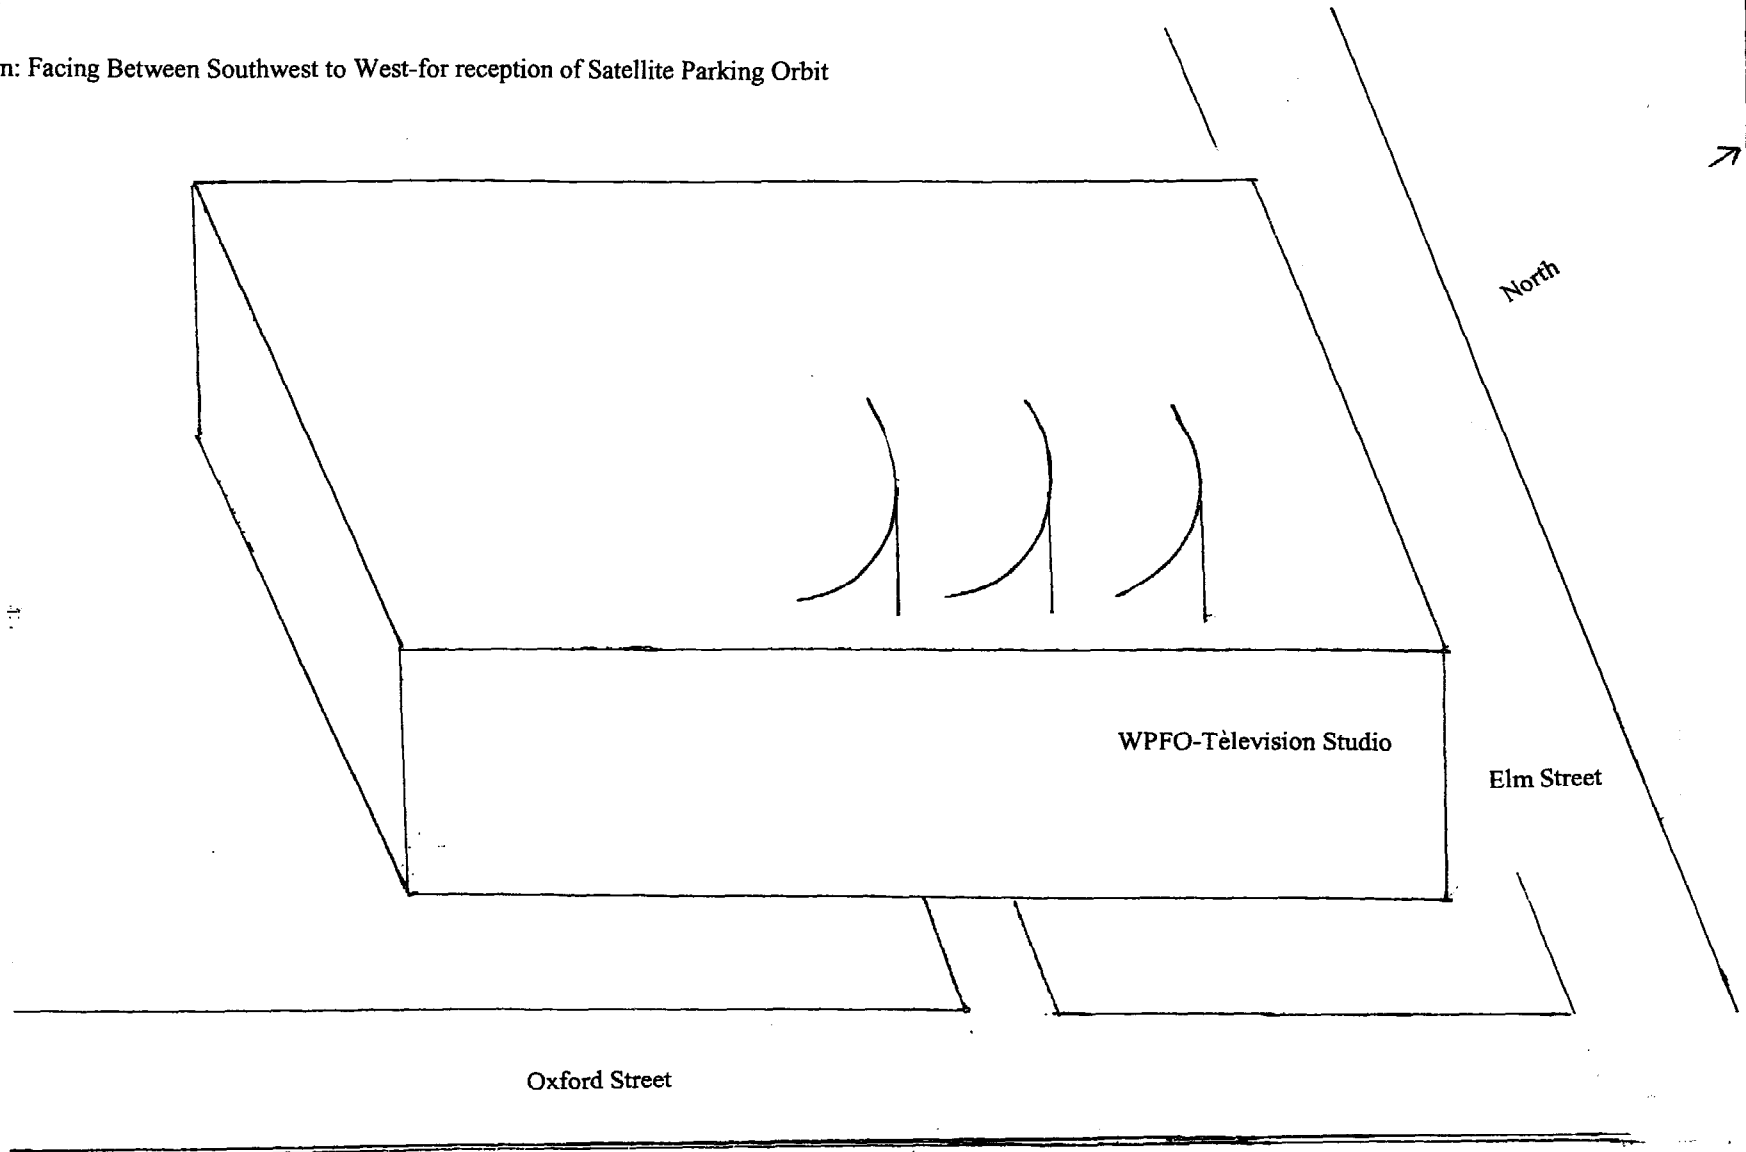 n: Facing Between Southwest to West-for reception of Satellite Parking Orbit
North
WPFO-Tèlevision Studio
Elm Street
Oxford Street